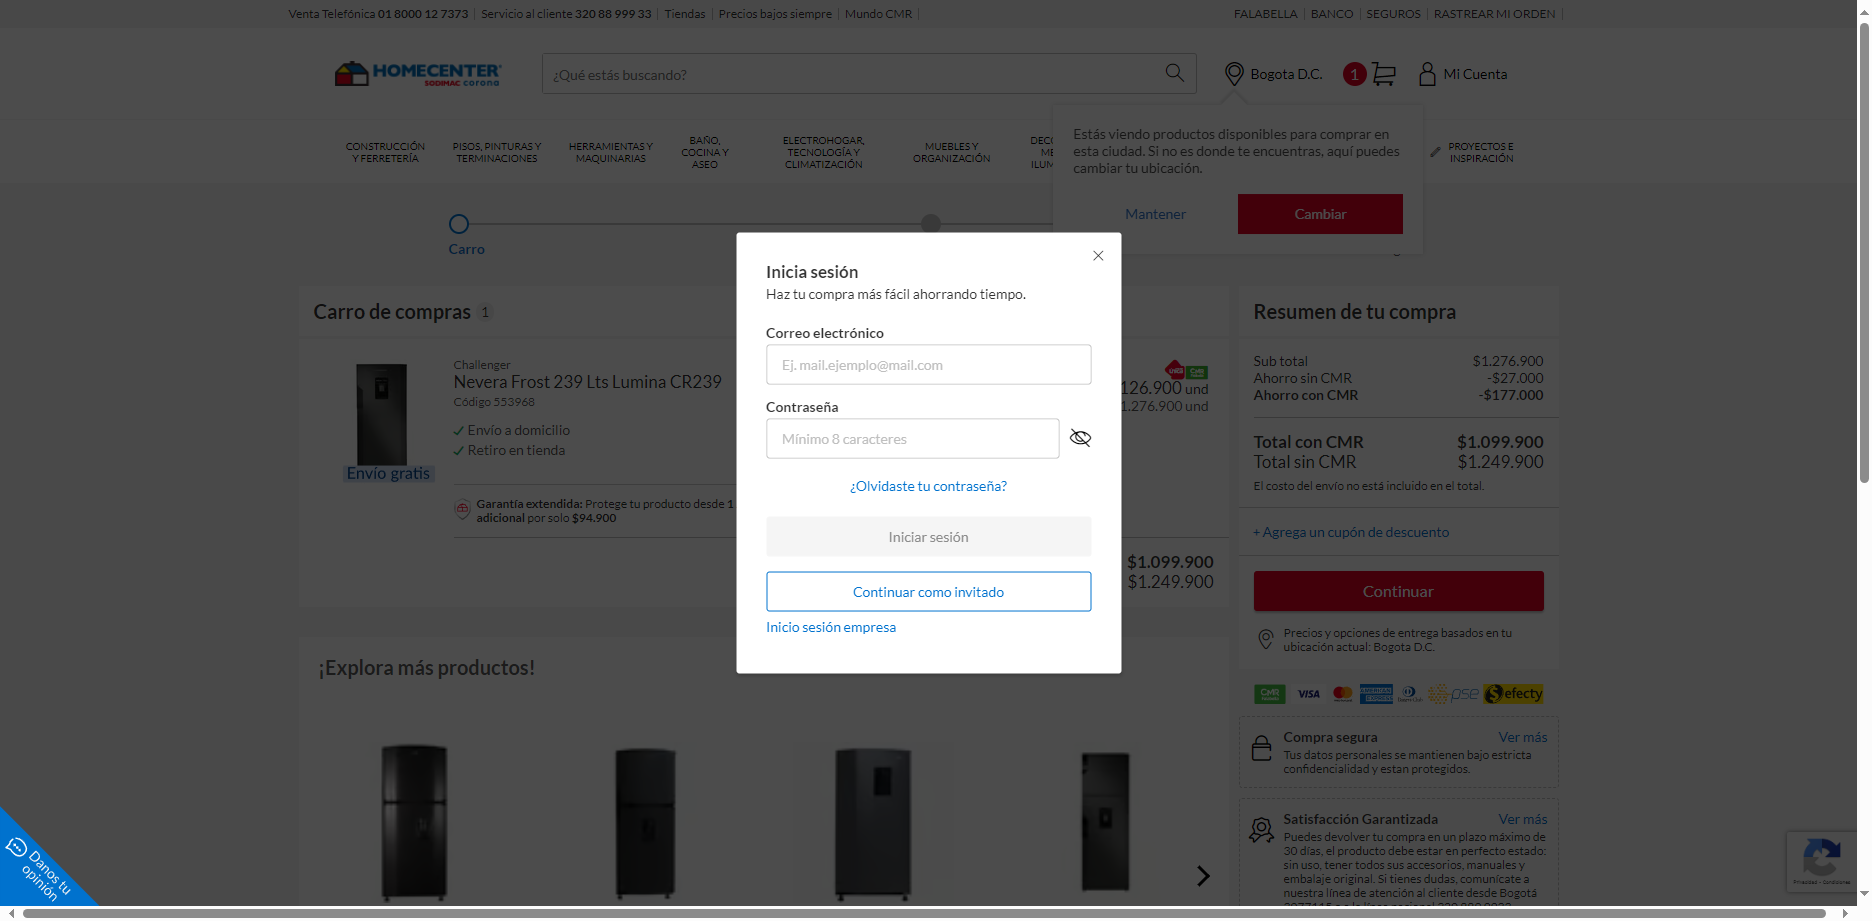 Venta Telefónica 01 8000 12 7373
Servicio al cliente 320 88 999 33
Tiendas
Precios bajos siempre
Mundo CMR
FALABELLA
BANCO
SEGUROS
RASTREAR MI ORDEN
HOMECENTER
SODIMAC corona
¿Qué estás buscando?
Bogota D.C.
1
Mi Cuenta
CONSTRUCCIÓN
Y FERRETERÍA
PISOS, PINTURAS Y
TERMINACIONES
HERRAMIENTAS Y
MAQUINARIAS
BAÑO,
COCINA Y
ASEO
ELECTROHOGAR,
TECNOLOGÍA Y
CLIMATIZACIÓN
MUEBLES Y
ORGANIZACIÓN
DECO
ME
ILUM
PROYECTOS E
INSPIRACIÓN
Estás viendo productos disponibles para comprar en
esta ciudad. Si no es donde te encuentras, aquí puedes
cambiar tu ubicación.
Mantener
Cambiar
Carro
Inicia sesión
Haz tu compra más fácil ahorrando tiempo.
Correo electrónico
Ej. mail.ejemplo@mail.com
Contraseña
Mínimo 8 caracteres
¿Olvidaste tu contraseña?
Iniciar sesión
Continuar como invitado
Inicio sesión empresa
Carro de compras 1
Challenger
Nevera Frost 239 Lts Lumina CR239
Código 553968
Envío a domicilio
Retiro en tienda
Envío gratis
Garantía extendida: Protege tu producto desde 1
adicional por solo $94.900
126.900 und
1.276.900 und
$1.099.900
$1.249.900
Resumen de tu compra
Sub total $1.276.900
Ahorro sin CMR -$27.000
Ahorro con CMR -$177.000
Total con CMR $1.099.900
Total sin CMR $1.249.900
El costo del envío no está incluido en el total.
+ Agrega un cupón de descuento
Continuar
Precios y opciones de entrega basados en tu
ubicación actual: Bogota D.C.
CMR
VISA
MasterCard
AMERICAN EXPRESS
Diners Club
pse
Efecty
Compra segura Ver más
Tus datos personales se mantienen bajo estricta
confidencialidad y estan protegidos.
Satisfacción Garantizada Ver más
Puedes devolver tu compra en un plazo máximo de
30 días, el producto debe estar en perfecto estado:
sin uso, tener todos sus accesorios, manuales y
embalaje original. Si tienes dudas, comunícate a
nuestra línea de atención al cliente desde Bogotá
¡Explora más productos!
Danos tu
opinión
Privacidad - Condiciones